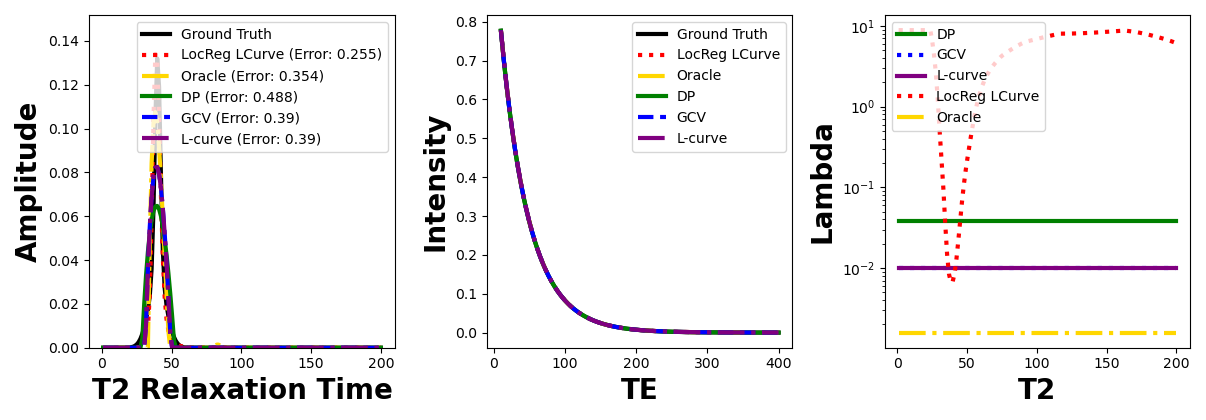 Amplitude
0.14
0.12
0.10
0.08
0.06
0.04
0.02
0.00
0
50
100
150
200
T2 Relaxation Time
Ground Truth
LocReg LCurve (Error: 0.255)
Oracle (Error: 0.354)
DP (Error: 0.488)
GCV (Error: 0.39)
L-curve (Error: 0.39)
Intensity
0.8
0.7
0.6
0.5
0.4
0.3
0.2
0.1
0.0
0
100
200
300
400
TE
Ground Truth
LocReg LCurve
Oracle
DP
GCV
L-curve
Lambda
10¹
10⁰
10⁻¹
10⁻²
0
50
100
150
200
T2
DP
GCV
L-curve
LocReg LCurve
Oracle